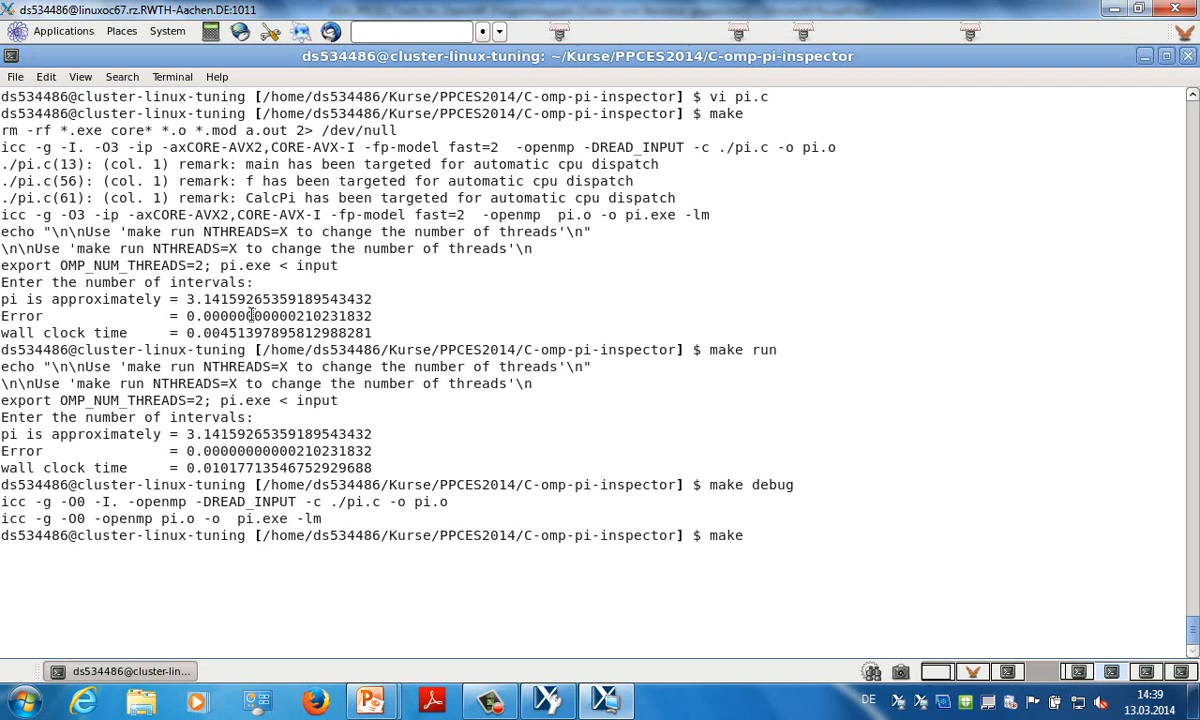 ds534486@linuxoc67.rz.RWTH-Aachen.DE:1011
Applications Places System
ds534486@cluster-linux-tuning: ~/Kurse/PPCES2014/C-omp-pi-inspector
File Edit View Search Terminal Help
ds534486@cluster-linux-tuning [/home/ds534486/Kurse/PPCES2014/C-omp-pi-inspector] $ vi pi.c
ds534486@cluster-linux-tuning [/home/ds534486/Kurse/PPCES2014/C-omp-pi-inspector] $ make
rm -rf *.exe core* *.o *.mod a.out 2> /dev/null
icc -g -I. -O3 -ip -axCORE-AVX2,CORE-AVX-I -fp-model fast=2  -openmp -DREAD_INPUT -c ./pi.c -o pi.o
./pi.c(13): (col. 1) remark: main has been targeted for automatic cpu dispatch
./pi.c(56): (col. 1) remark: f has been targeted for automatic cpu dispatch
./pi.c(61): (col. 1) remark: CalcPi has been targeted for automatic cpu dispatch
icc -g -O3 -ip -axCORE-AVX2,CORE-AVX-I -fp-model fast=2  -openmp  pi.o -o pi.exe -lm
echo "\n\nUse 'make run NTHREADS=X to change the number of threads'\n"
\n\nUse 'make run NTHREADS=X to change the number of threads'\n
export OMP_NUM_THREADS=2; pi.exe < input
Enter the number of intervals:
pi is approximately = 3.14159265359189543432
Error               = 0.00000000000210231832
wall clock time     = 0.00451397895812988281
ds534486@cluster-linux-tuning [/home/ds534486/Kurse/PPCES2014/C-omp-pi-inspector] $ make run
echo "\n\nUse 'make run NTHREADS=X to change the number of threads'\n"
\n\nUse 'make run NTHREADS=X to change the number of threads'\n
export OMP_NUM_THREADS=2; pi.exe < input
Enter the number of intervals:
pi is approximately = 3.14159265359189543432
Error               = 0.00000000000210231832
wall clock time     = 0.01017713546752929688
ds534486@cluster-linux-tuning [/home/ds534486/Kurse/PPCES2014/C-omp-pi-inspector] $ make debug
icc -g -O0 -I. -openmp -DREAD_INPUT -c ./pi.c -o pi.o
icc -g -O0 -openmp pi.o -o  pi.exe -lm
ds534486@cluster-linux-tuning [/home/ds534486/Kurse/PPCES2014/C-omp-pi-inspector] $ make
ds534486@cluster-lin...
DE
14:39
13.03.2014